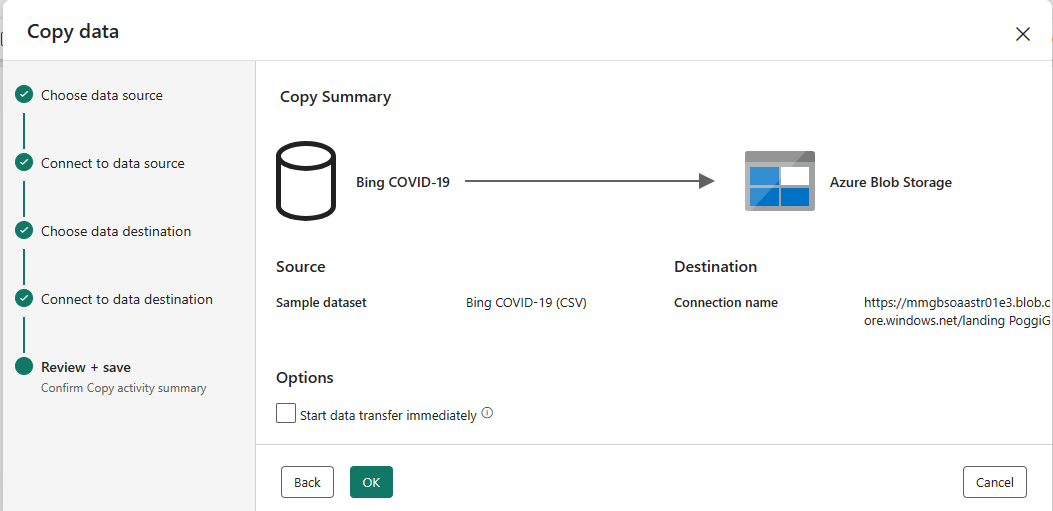 Copy data
Choose data source
Connect to data source
Choose data destination
Connect to data destination
Review + save
Confirm Copy activity summary
Copy Summary
Bing COVID-19
Azure Blob Storage
Source
Sample dataset
Bing COVID-19 (CSV)
Destination
Connection name
https://mmgbsoaastr01e3.blob.c
ore.windows.net/landing PoggiG
Options
Start data transfer immediately
Back
OK
Cancel